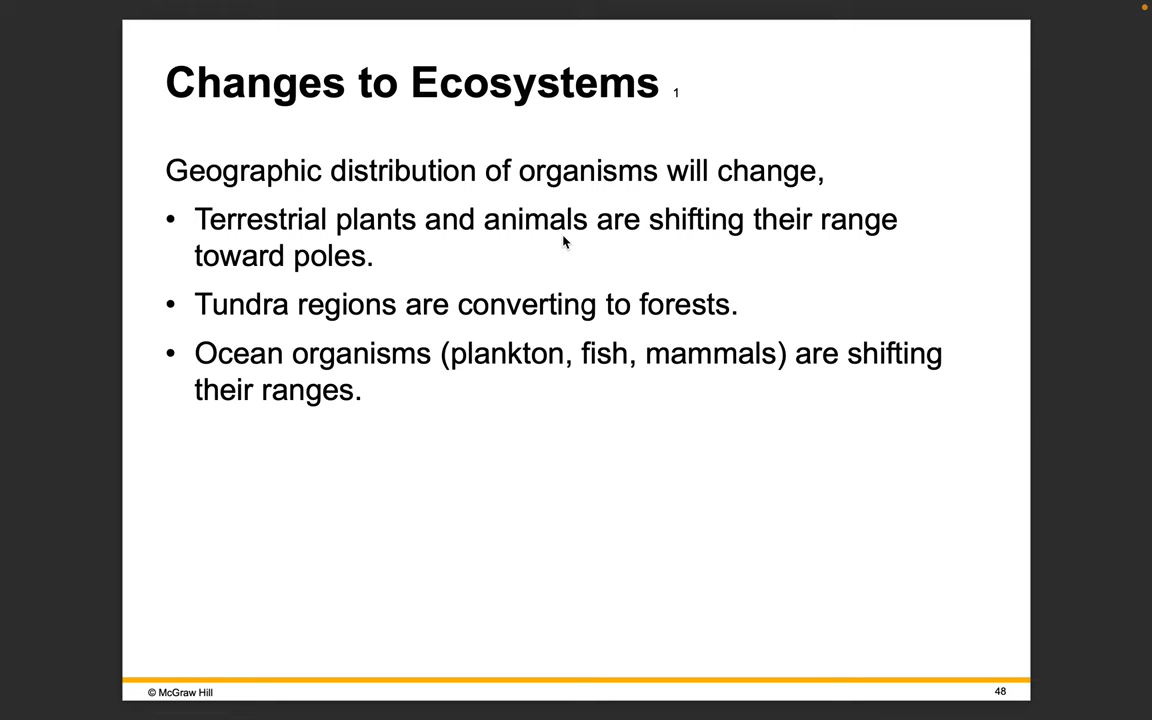 Changes to Ecosystems 1
Geographic distribution of organisms will change,
• Terrestrial plants and animals are shifting their range
toward poles.
• Tundra regions are converting to forests.
• Ocean organisms (plankton, fish, mammals) are shifting
their ranges.
© McGraw Hill
48